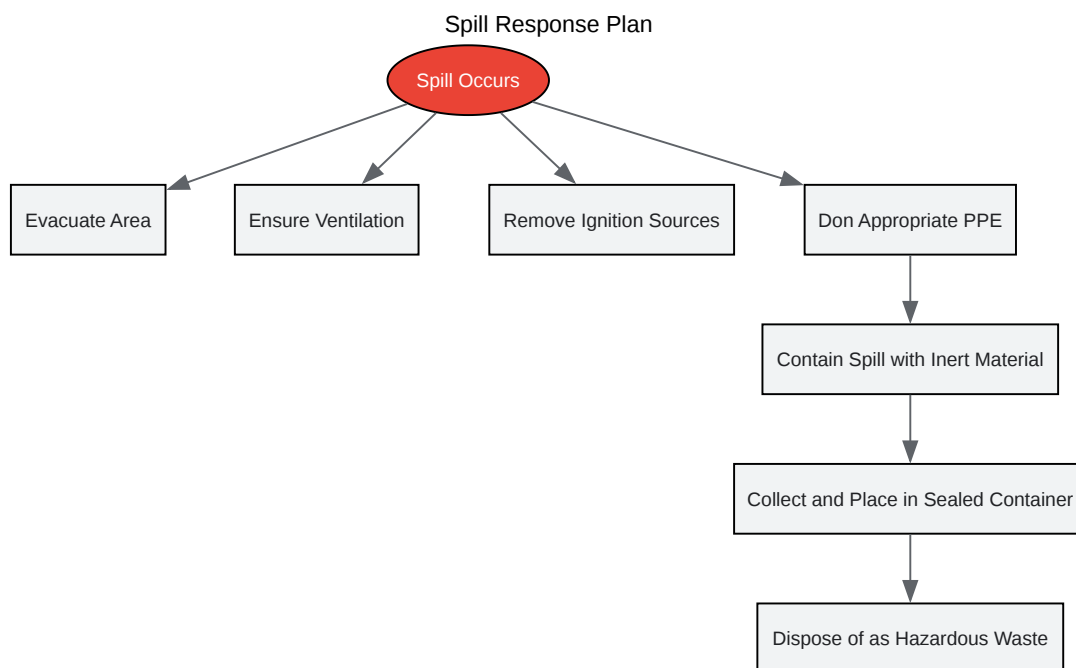 Spill Response Plan
Spill Occurs
Evacuate Area
Ensure Ventilation
Remove Ignition Sources
Don Appropriate PPE
Contain Spill with Inert Material
Collect and Place in Sealed Container
Dispose of as Hazardous Waste